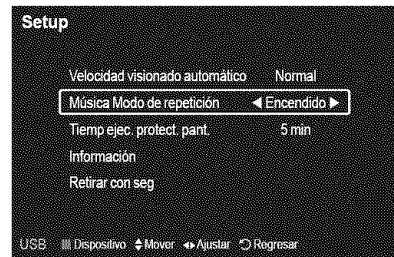 Setup
Velocidad visionado automático Normal
Música Modo de repetición ◀ Encendido ▶
Tiemp ejec. protect. pant. 5 min
Información
Retirar con seg
USB Dispositivo Mover Ajustar Regresar